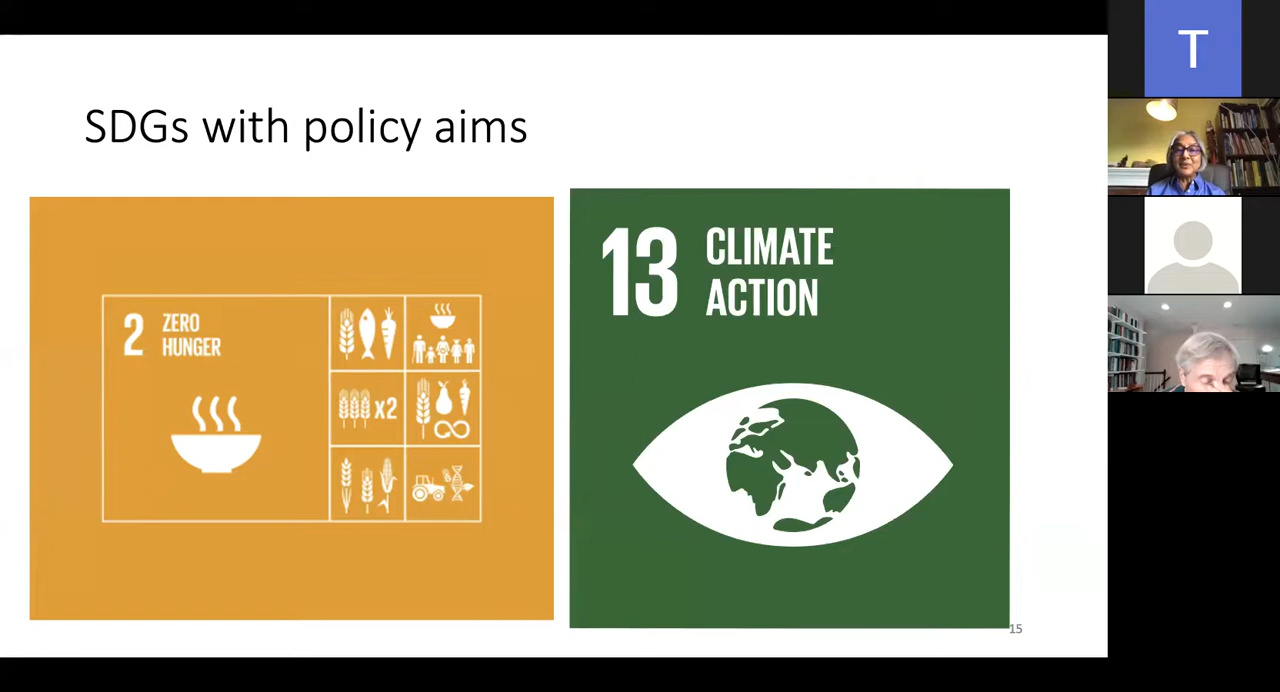 SDGs with policy aims
2 ZERO
HUNGER
x2
13 CLIMATE
ACTION
15
T